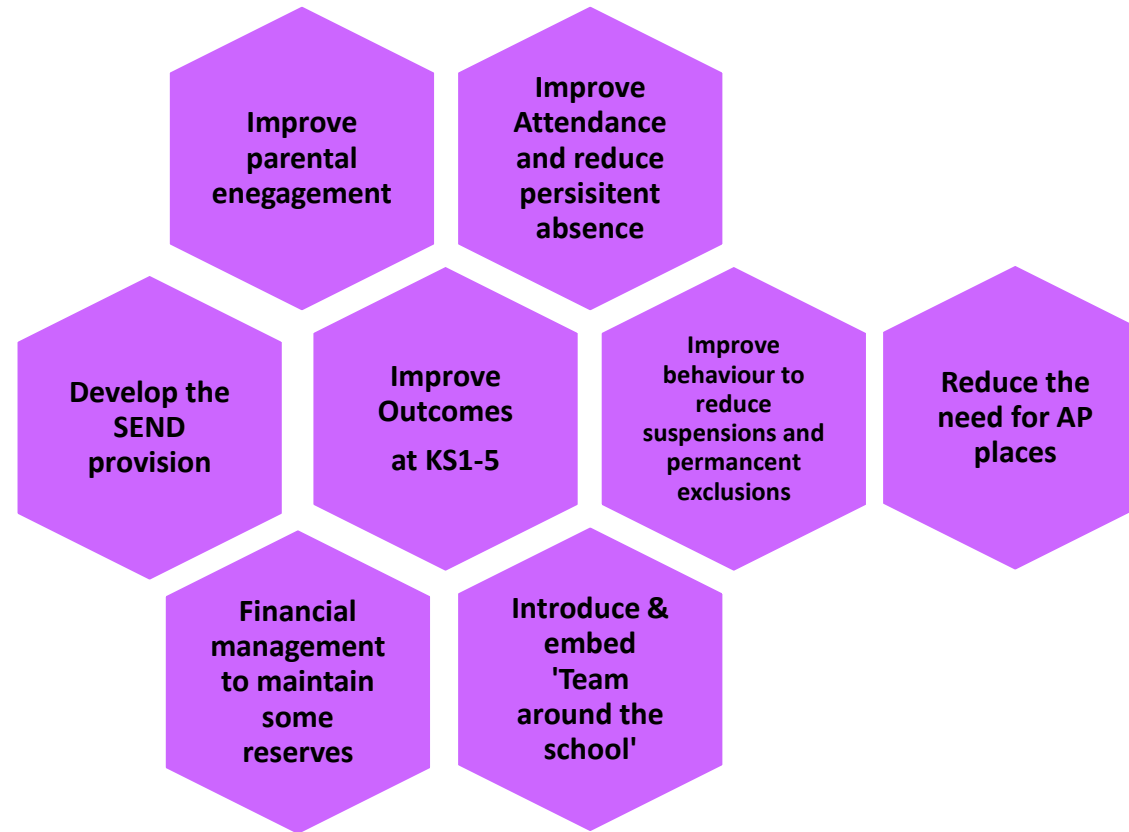 Improve
parental
enegagement
Improve
Attendance
and reduce
persisitent
absence
Develop the
SEND
provision
Improve
Outcomes
at KS1-5
Improve
behaviour to
reduce
suspensions and
permancent
exclusions
Reduce the
need for AP
places
Financial
management
to maintain
some
reserves
Introduce &
embed
'Team
around the
school'